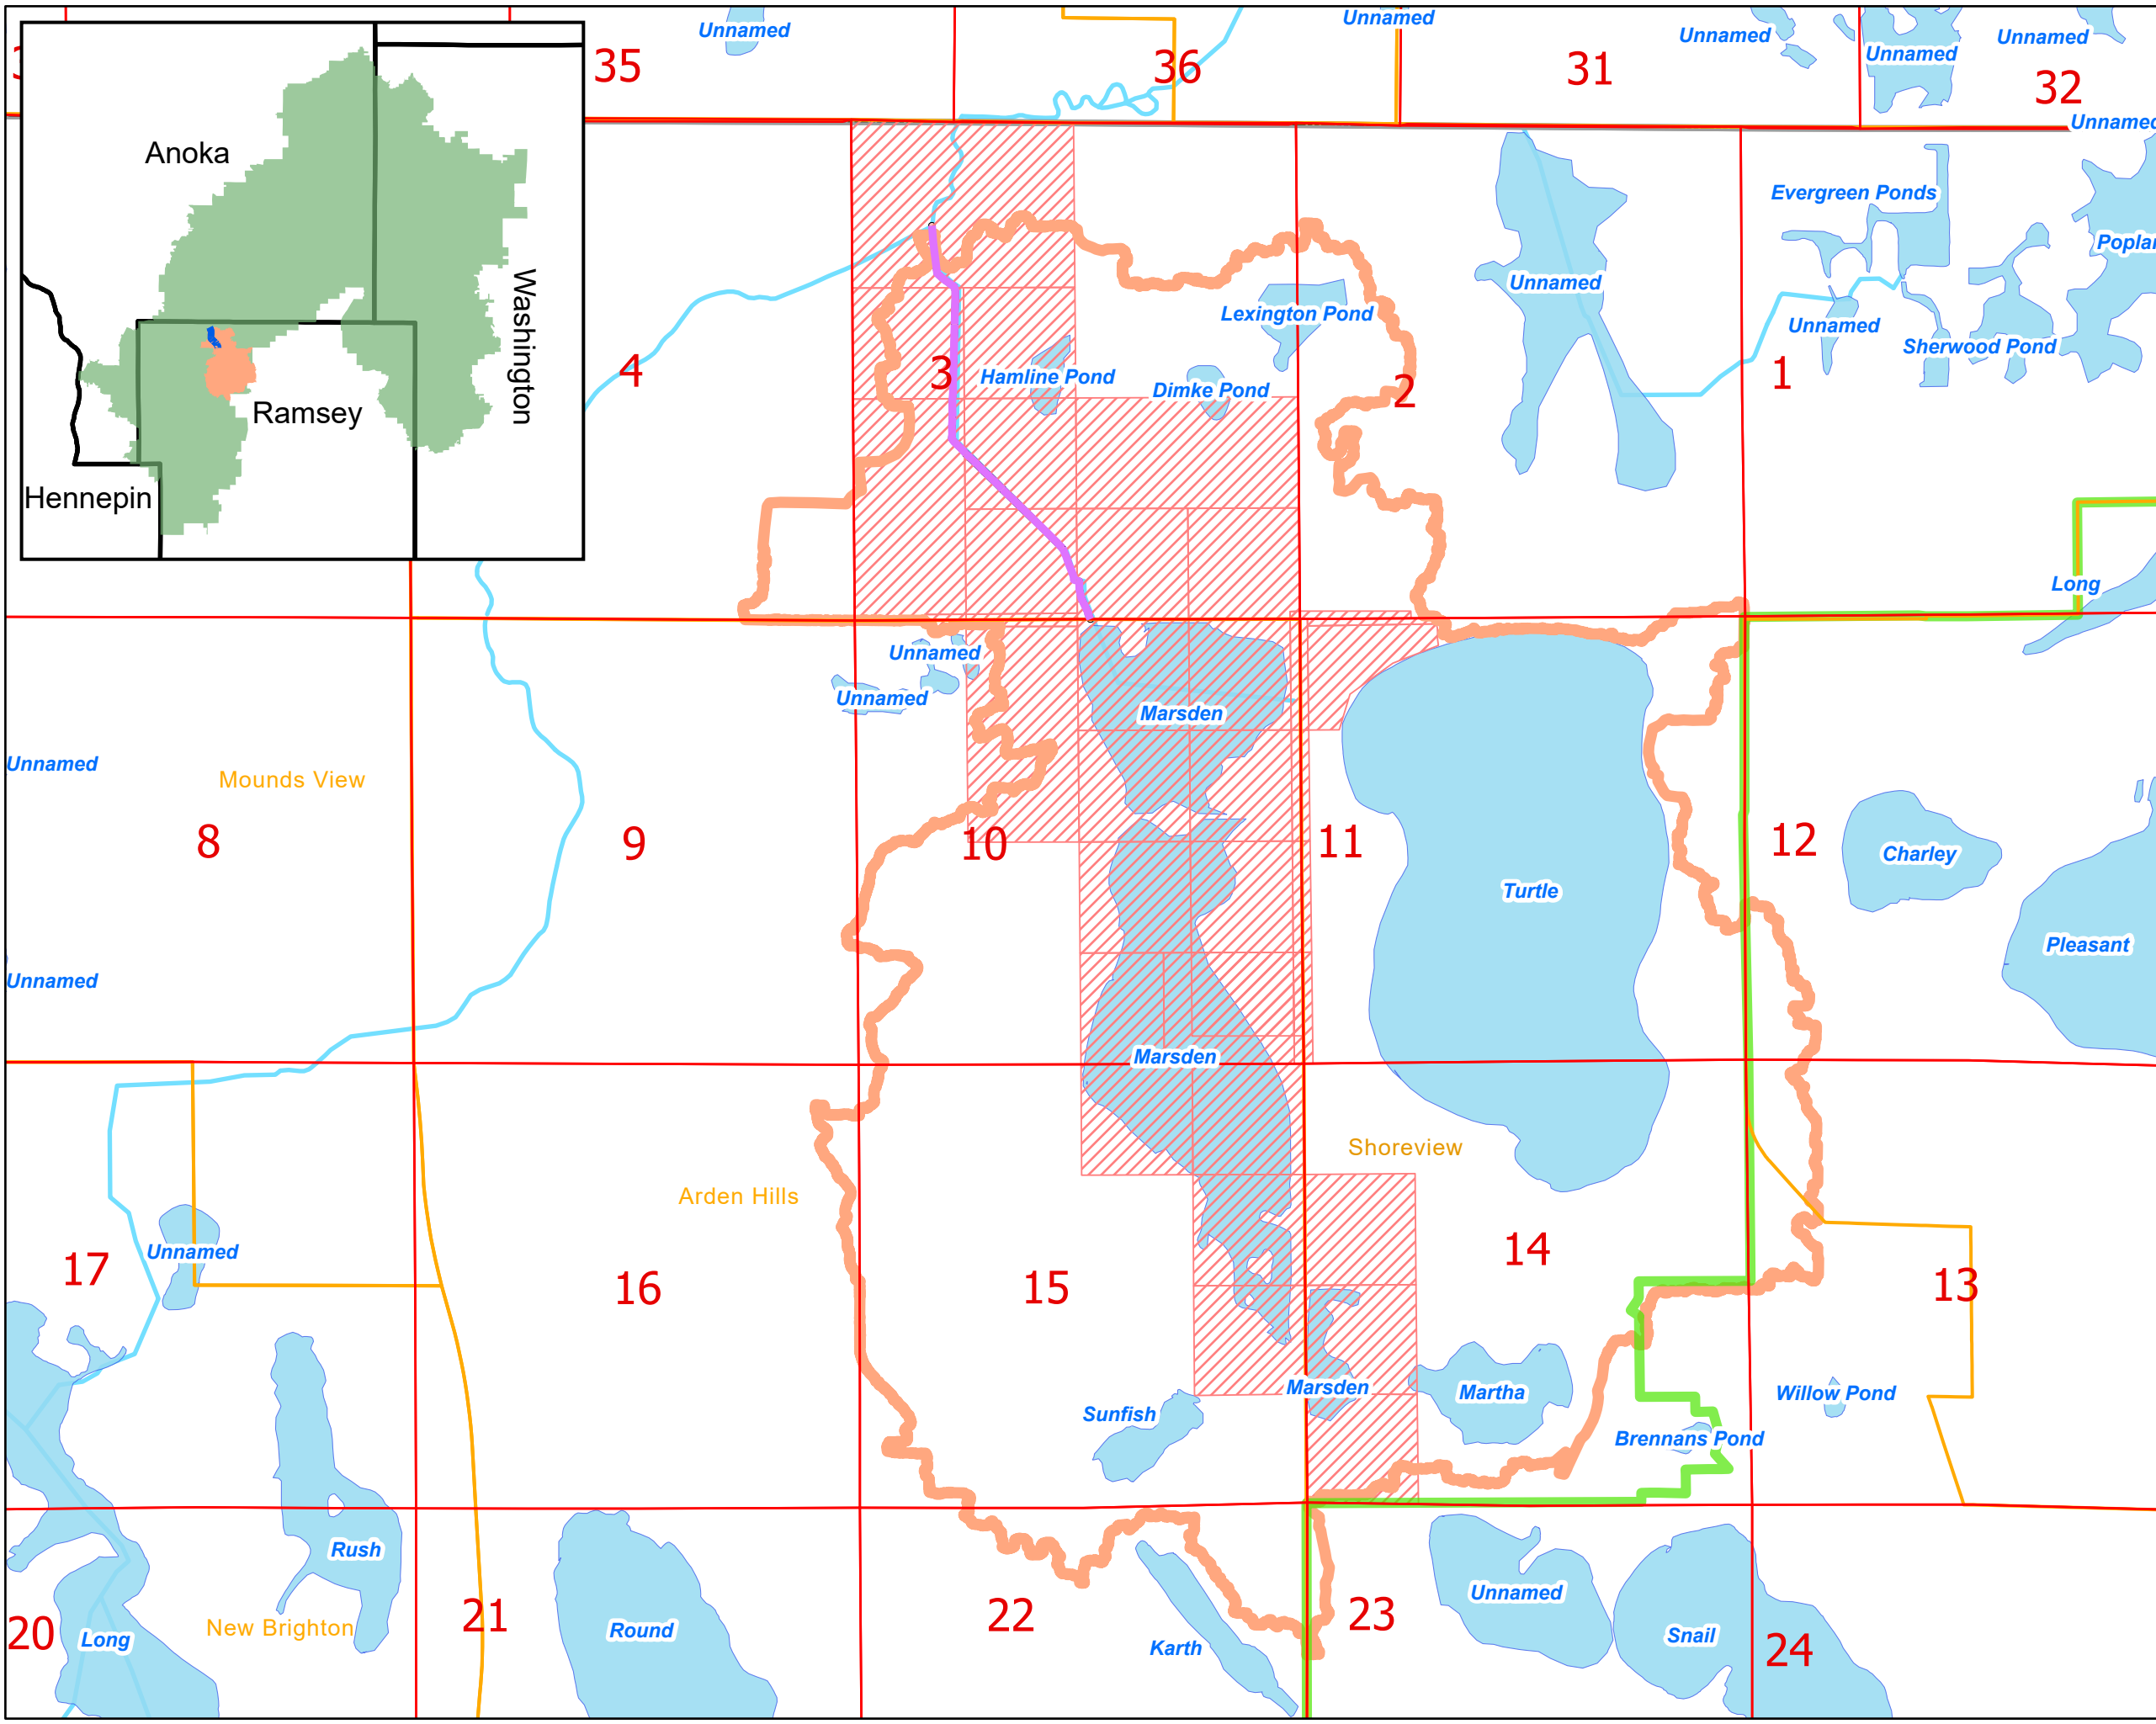 Unnamed
Unnamed
Unnamed
Unnamed
Unnamed
35
36
31
32
Unnamed
Anoka
Washington
Ramsey
Hennepin
Evergreen Ponds
Poplar
Unnamed
Lexington Pond
Unnamed
Sherwood Pond
4
3
Hamline Pond
Dimke Pond
2
1
Long
Unnamed
Unnamed
Marsden
Unnamed
Mounds View
8
9
10
11
12
Charley
Turtle
Pleasant
Unnamed
Marsden
Shoreview
Arden Hills
Unnamed
17
16
15
14
13
Marsden
Martha
Willow Pond
Sunfish
Brennans Pond
Rush
Unnamed
20
New Brighton
21
Long
Round
22
Karth
23
Snail
24